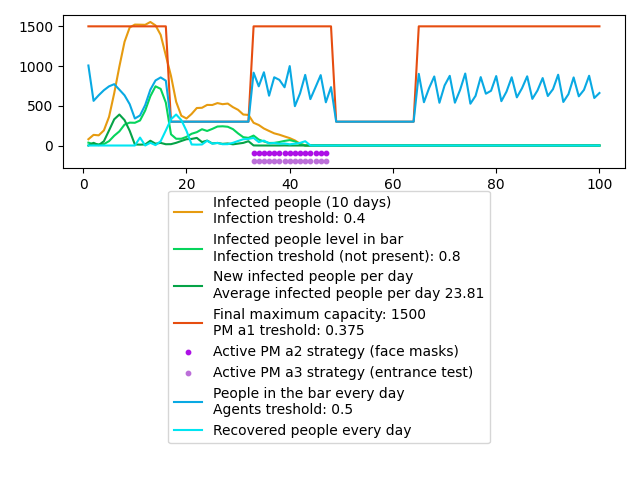 1500
1000
500
0
0
20
40
60
80
100
Infected people (10 days)
Infection treshold: 0.4
Infected people level in bar
Infection treshold (not present): 0.8
New infected people per day
Average infected people per day 23.81
Final maximum capacity: 1500
PM a1 treshold: 0.375
Active PM a2 strategy (face masks)
Active PM a3 strategy (entrance test)
People in the bar every day
Agents treshold: 0.5
Recovered people every day